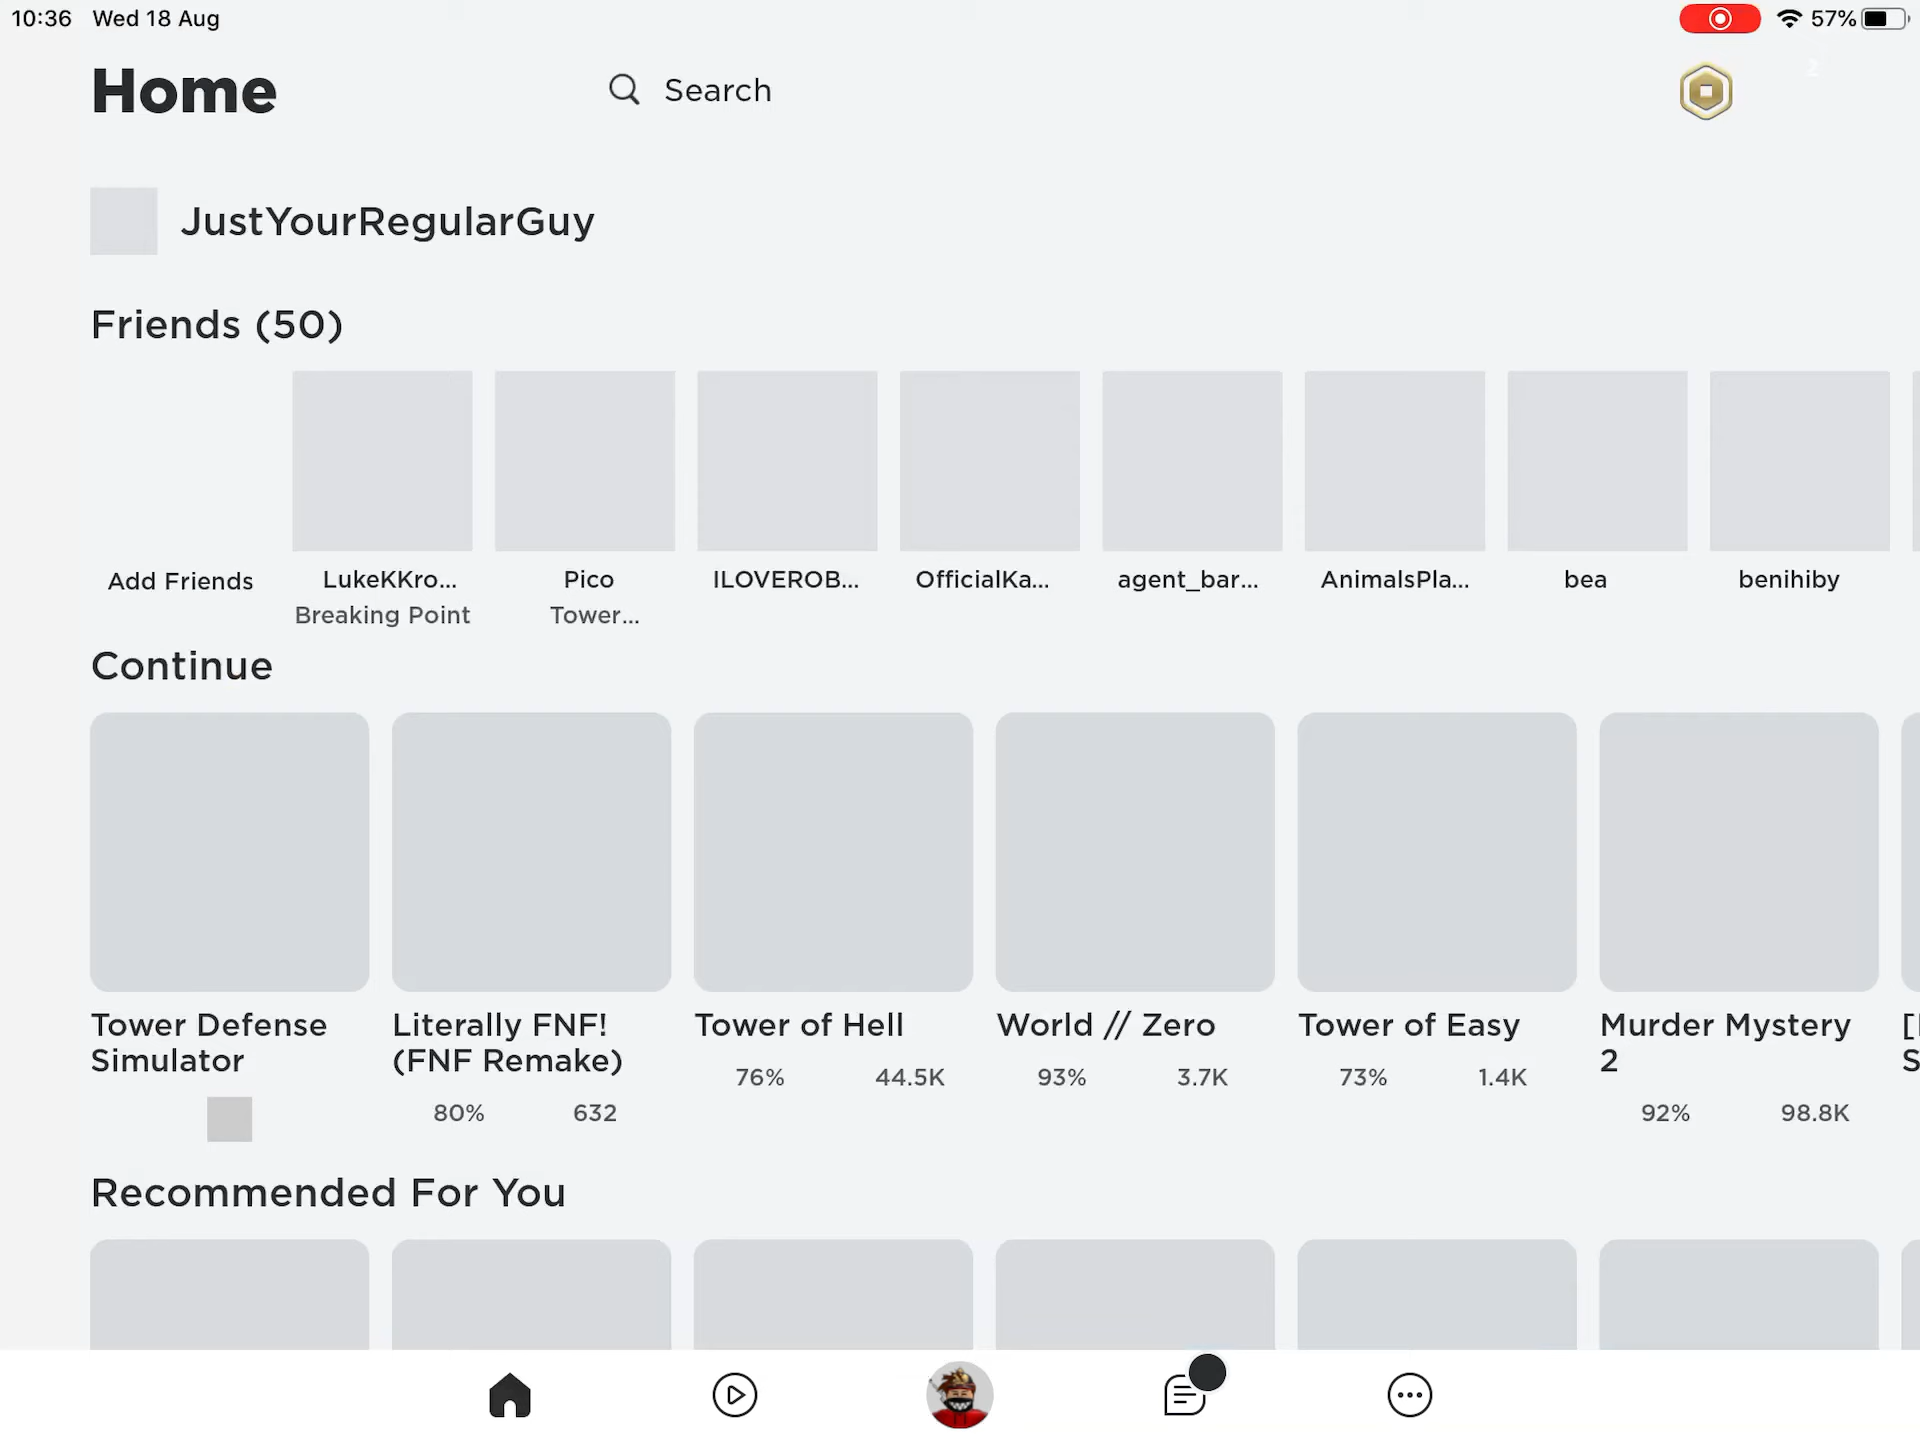 10:36 Wed 18 Aug
57%
Home
Search
2
JustYourRegularGuy
Friends (50)
Add Friends
LukeKKro...
Breaking Point
Pico
Tower...
ILOVEROB...
OfficialKa...
agent_bar...
AnimalsPla...
bea
benihiby
Continue
Tower Defense
Simulator
Literally FNF!
(FNF Remake)
80% 632
Tower of Hell
76% 44.5K
World // Zero
93% 3.7K
Tower of Easy
73% 1.4K
Murder Mystery
2
92% 98.8K
Recommended For You